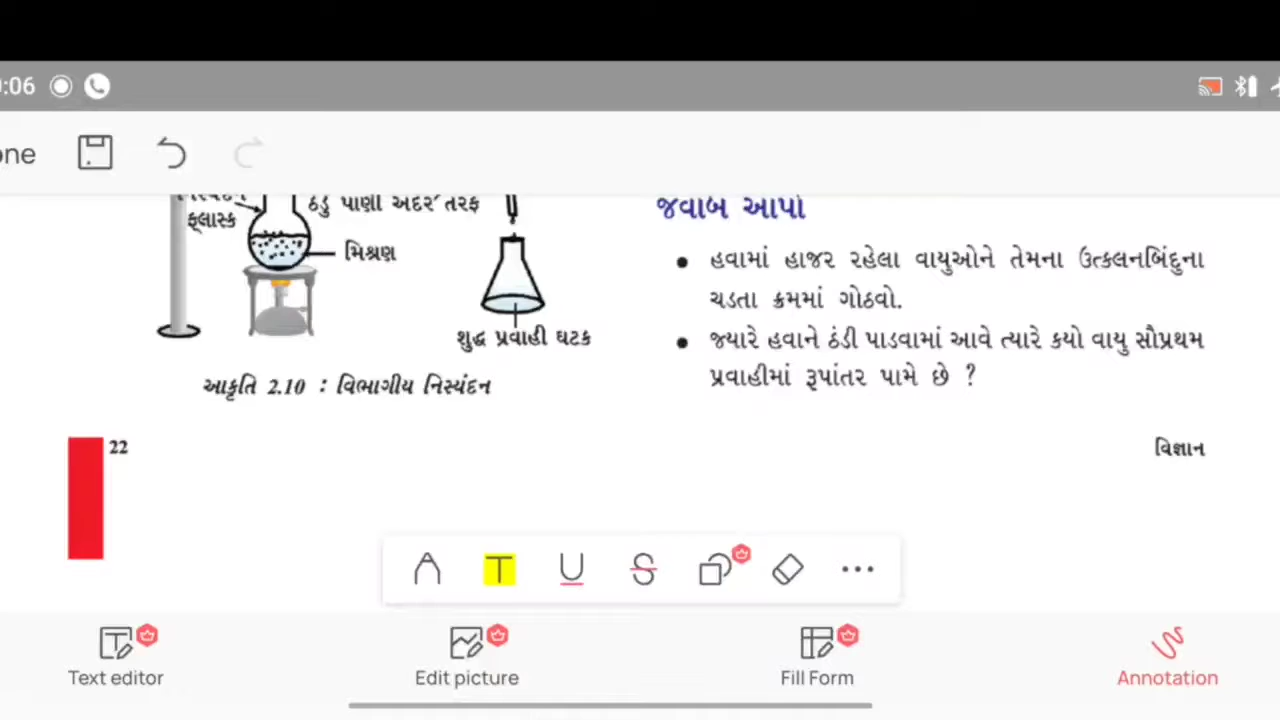 :06
one
ફ્લાસ્ક
ઠંડું પાણી અંદર તરફ
મિશ્રણ
શુદ્ધ પ્રવાહી ઘટક
આકૃતિ 2.10 : વિભાગીય નિસ્યંદન
22
જવાબ આપો
• હવામાં હાજર રહેલા વાયુઓને તેમના ઉત્કલનબિંદુના
ચડતા ક્રમમાં ગોઠવો.
• જ્યારે હવાને ઠંડી પાડવામાં આવે ત્યારે કયો વાયુ સૌપ્રથમ
પ્રવાહીમાં રૂપાંતર પામે છે ?
વિજ્ઞાન
Text editor
Edit picture
Fill Form
Annotation